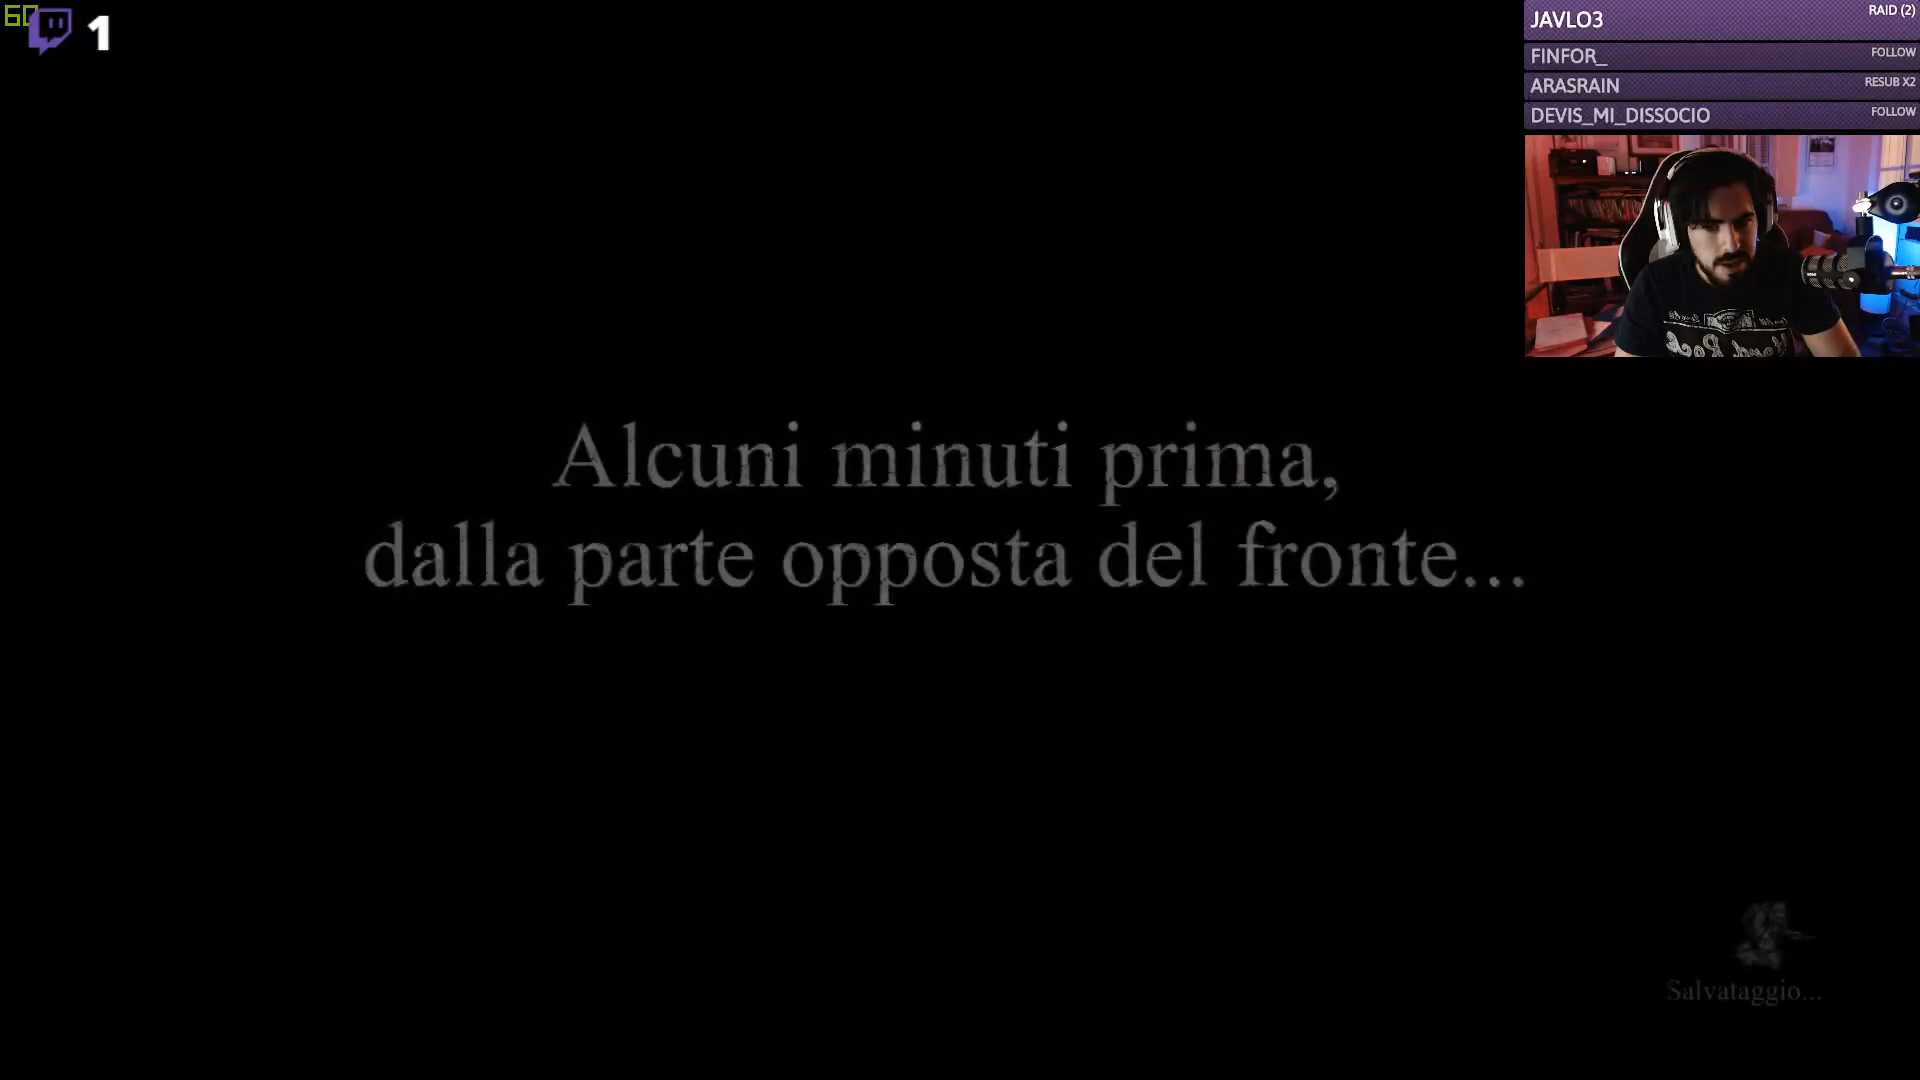 60
1
JAVLO3 RAID (2)
FINFOR_ FOLLOW
ARASRAIN RESUB X2
DEVIS_MI_DISSOCIO FOLLOW
Alcuni minuti prima,
dalla parte opposta del fronte...
Salvataggio...